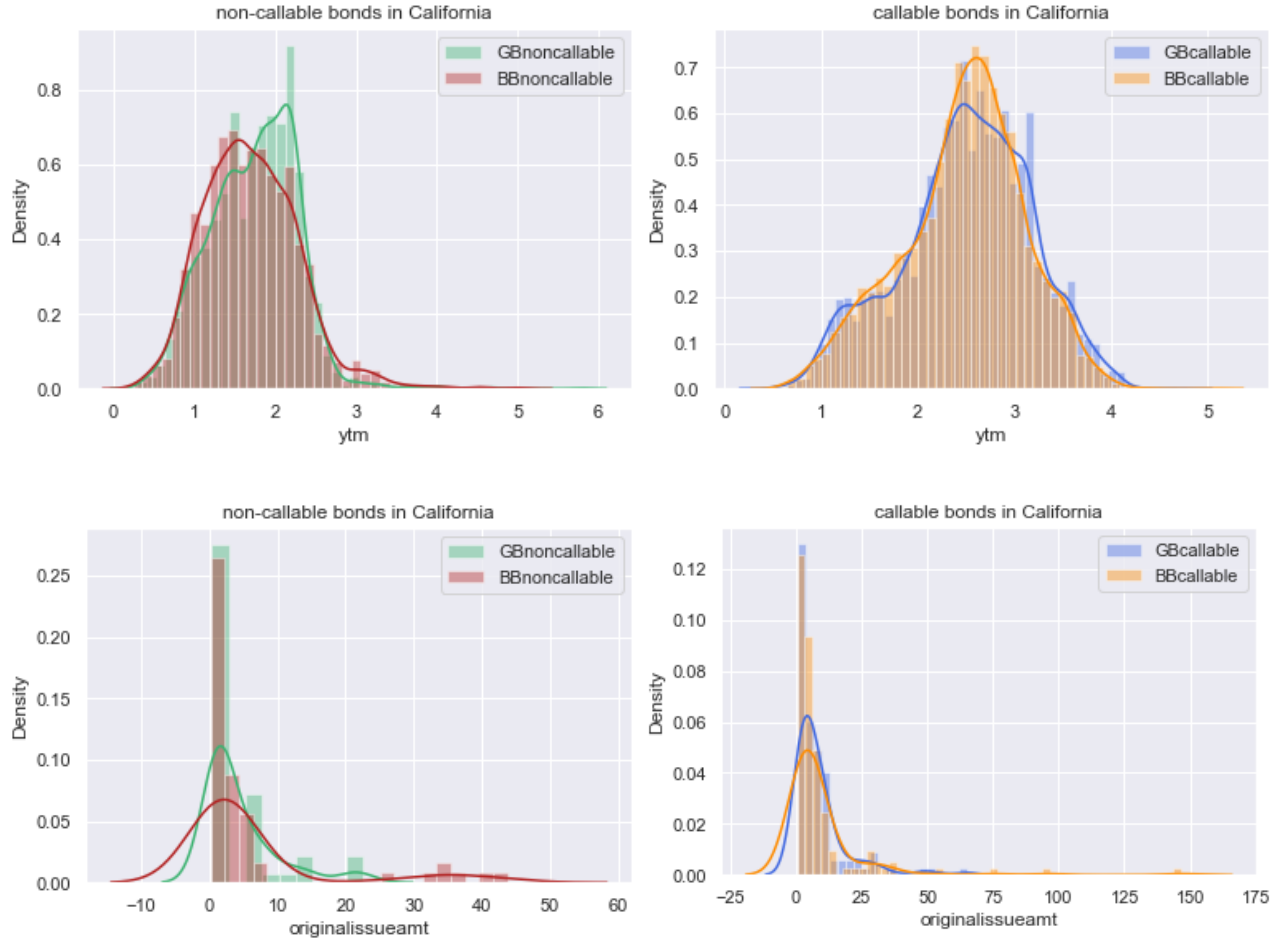 non-callable bonds in California
GBnoncallable
BBnoncallable
Density
0.8
0.6
0.4
0.2
0.0
0 1 2 3 4 5 6
ytm
callable bonds in California
GBcallable
BBcallable
Density
0.7
0.6
0.5
0.4
0.3
0.2
0.1
0.0
0 1 2 3 4 5
ytm
non-callable bonds in California
GBnoncallable
BBnoncallable
Density
0.25
0.20
0.15
0.10
0.05
0.00
−10 0 10 20 30 40 50 60
originalissueamt
callable bonds in California
GBcallable
BBcallable
Density
0.12
0.10
0.08
0.06
0.04
0.02
0.00
−25 0 25 50 75 100 125 150 175
originalissueamt